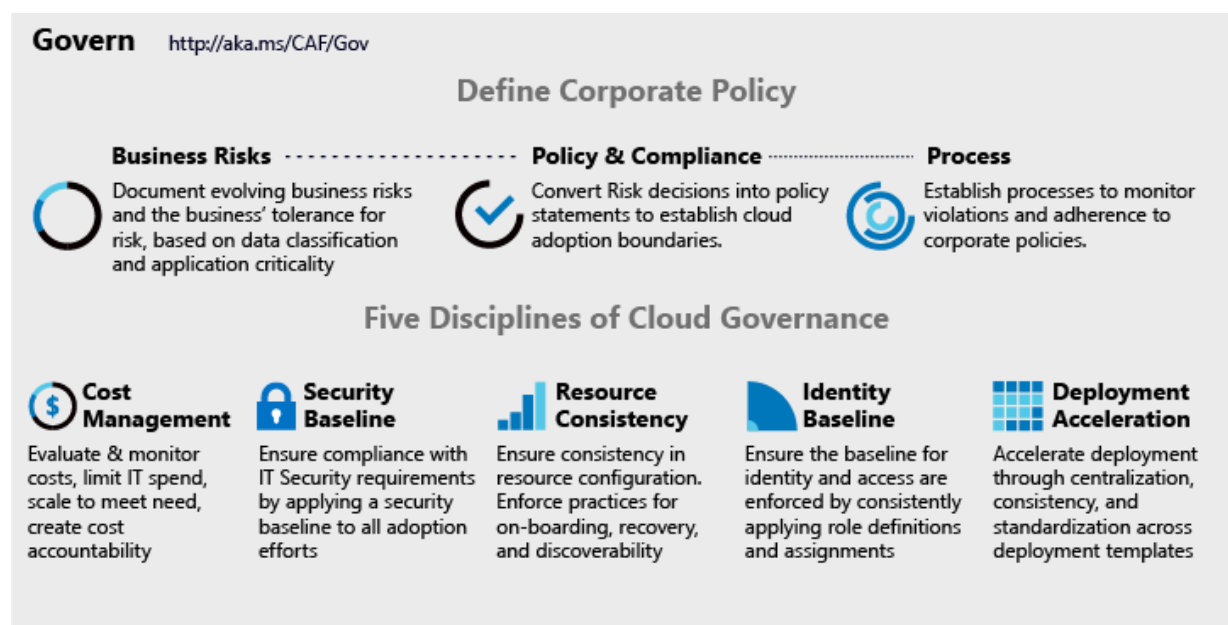 Govern http://aka.ms/CAF/Gov
Define Corporate Policy
Business Risks
Document evolving business risks
and the business’ tolerance for
risk, based on data classification
and application criticality
Policy & Compliance
Convert Risk decisions into policy
statements to establish cloud
adoption boundaries.
Process
Establish processes to monitor
violations and adherence to
corporate policies.
Five Disciplines of Cloud Governance
$
Cost
Management
Evaluate & monitor
costs, limit IT spend,
scale to meet need,
create cost
accountability
Security
Baseline
Ensure compliance with
IT Security requirements
by applying a security
baseline to all adoption
efforts
Resource
Consistency
Ensure consistency in
resource configuration.
Enforce practices for
on-boarding, recovery,
and discoverability
Identity
Baseline
Ensure the baseline for
identity and access are
enforced by consistently
applying role definitions
and assignments
Deployment
Acceleration
Accelerate deployment
through centralization,
consistency, and
standardization across
deployment templates